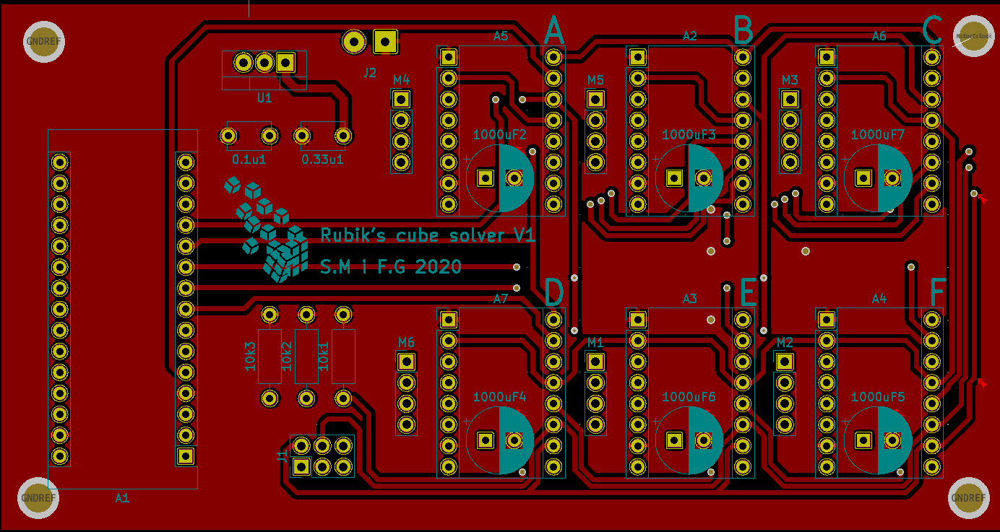 GNDREF
A5
A
A2
B
A6
C
J2
M4
M5
M3
U1
1000uF2
1000uF3
1000uF7
0.1u1
0.33u1
Rubik's cube solver V1
S.M i F.G 2020
A7
D
A3
E
A4
F
M6
M1
M2
10k3
10k2
10k1
1000uF4
1000uF6
1000uF5
J1
GNDREF
A1
GNDREF